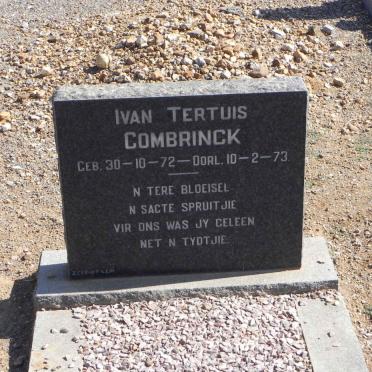 IVAN TERTUIS
COMBRINCK
GEB. 30-10-72 — OORL. 10-2-73
N TERE BLOEISEL
N SAGTE SPRUITJIE
VIR ONS WAS JY GELEEN
NET N TYDTJIE.